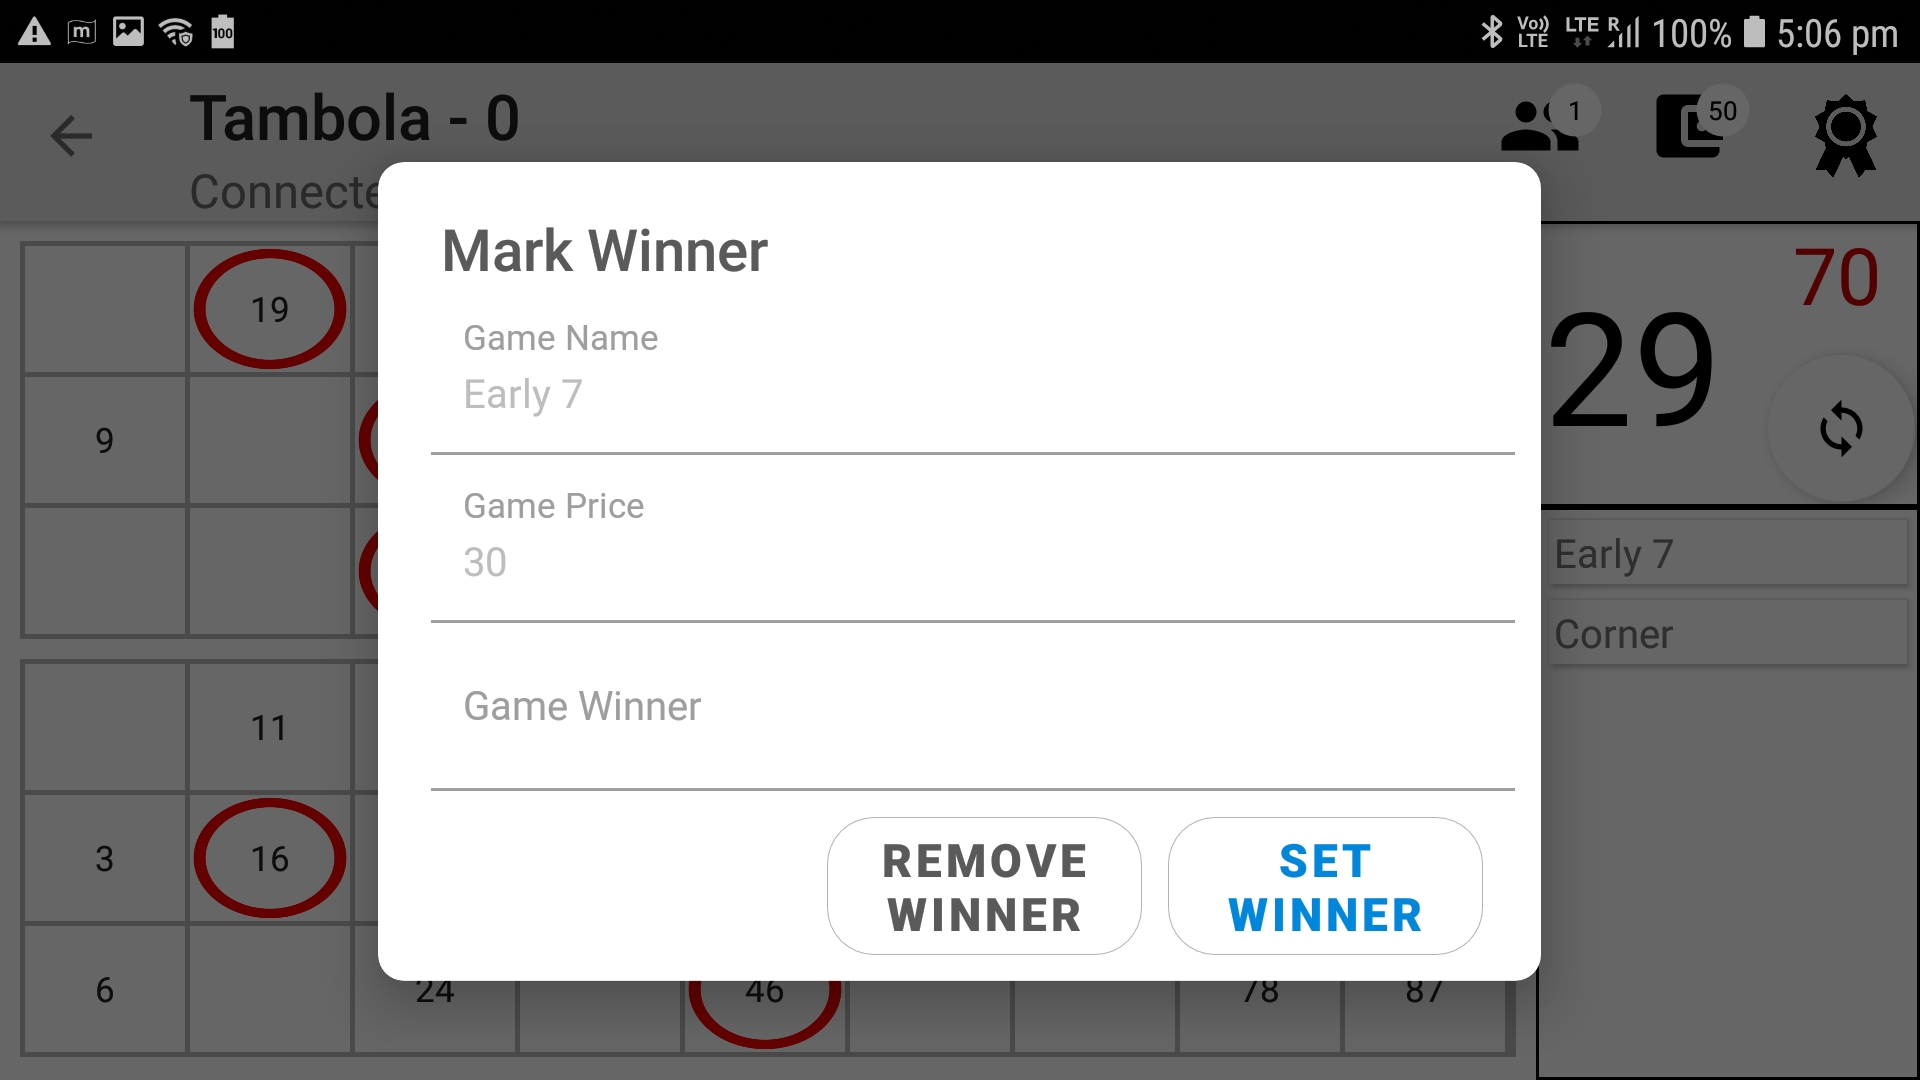 m
100
Vo))
LTE
LTE
R
100%
5:06 pm
Tambola - 0
1
50
Connecte
Mark Winner
Game Name
Early 7
Game Price
30
Game Winner
REMOVE
WINNER
SET
WINNER
19
9
11
3
16
6
24
46
78
87
70
29
Early 7
Corner